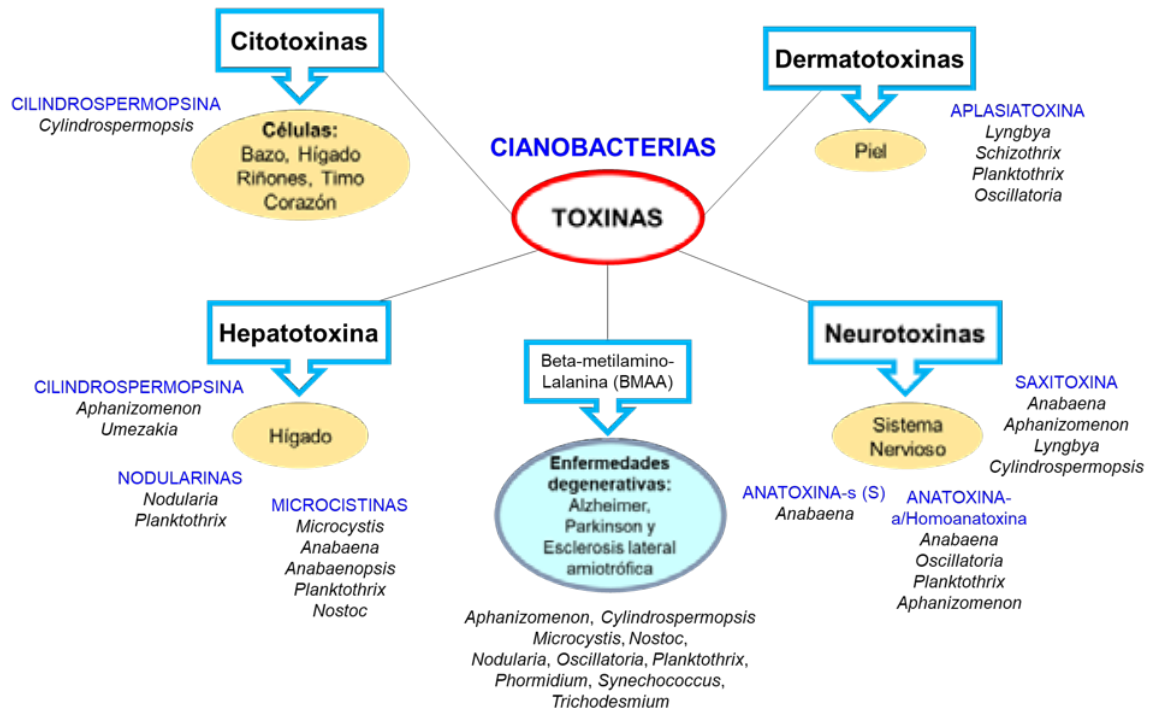 Citotoxinas
CILINDROSPERMOPSINA
Cylindrospermopsis
Células:
Bazo, Hígado
Riñones, Timo
Corazón
CIANOBACTERIAS
TOXINAS
Dermatotoxinas
Piel
APLASIATOXINA
Lyngbya
Schizothrix
Planktothrix
Oscillatoria
Hepatotoxina
CILINDROSPERMOPSINA
Aphanizomenon
Umezakia
Hígado
NODULARINAS
Nodularia
Planktothrix
MICROCISTINAS
Microcystis
Anabaena
Anabaenopsis
Planktothrix
Nostoc
Beta-metilamino-
Lalanina (BMAA)
Enfermedades
degenerativas:
Alzheimer,
Parkinson y
Esclerosis lateral
amiotrófica
Aphanizomenon, Cylindrospermopsis
Microcystis, Nostoc,
Nodularia, Oscillatoria, Planktothrix,
Phormidium, Synechococcus,
Trichodesmium
Neurotoxinas
Sistema
Nervioso
SAXITOXINA
Anabaena
Aphanizomenon
Lyngbya
Cylindrospermopsis
ANATOXINA-s (S)
Anabaena
ANATOXINA-
a/Homoanatoxina
Anabaena
Oscillatoria
Planktothrix
Aphanizomenon